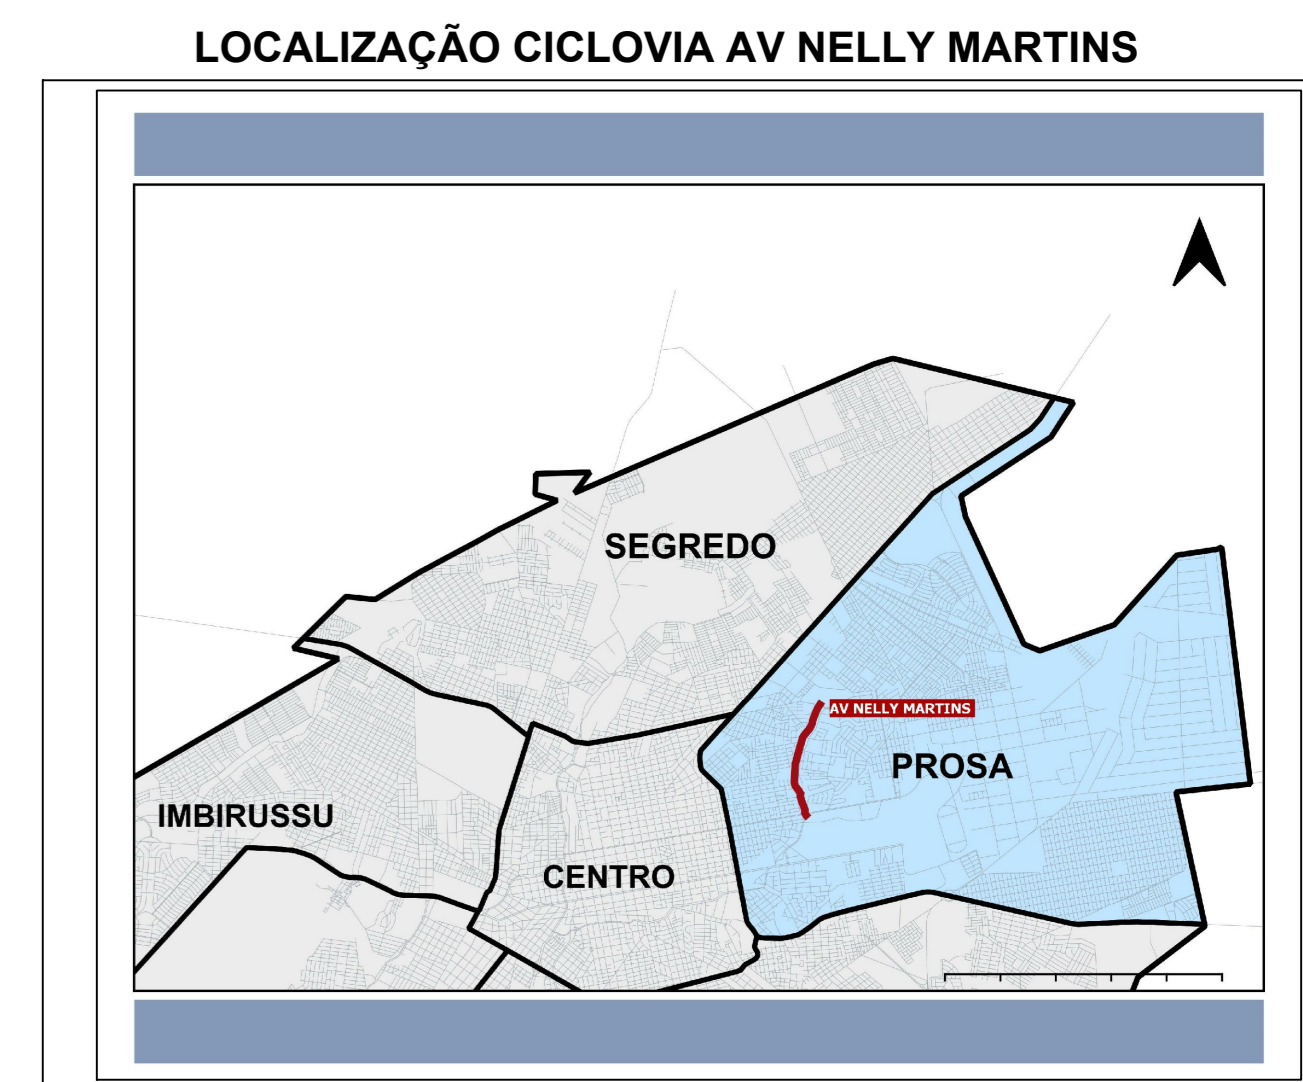 LOCALIZAÇÃO CICLOVIA AV NELLY MARTINS
SEGREDO
AV NELLY MARTINS
PROSA
IMBIRUSSU
CENTRO